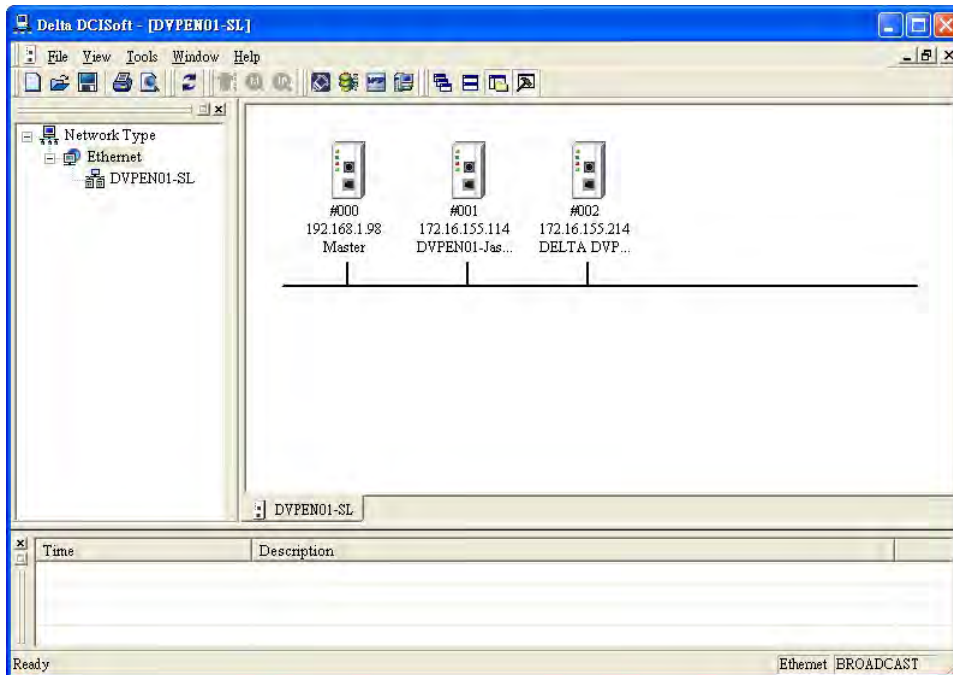 Delta DCISoft - [DVPEN01-SL]
File View Tools Window Help
Network Type
Ethernet
DVPEN01-SL
#000
192.168.1.98
Master
#001
172.16.155.114
DVPEN01-Jas...
#002
172.16.155.214
DELTA DVP...
DVPEN01-SL
Time Description
Ready Ethernet BROADCAST